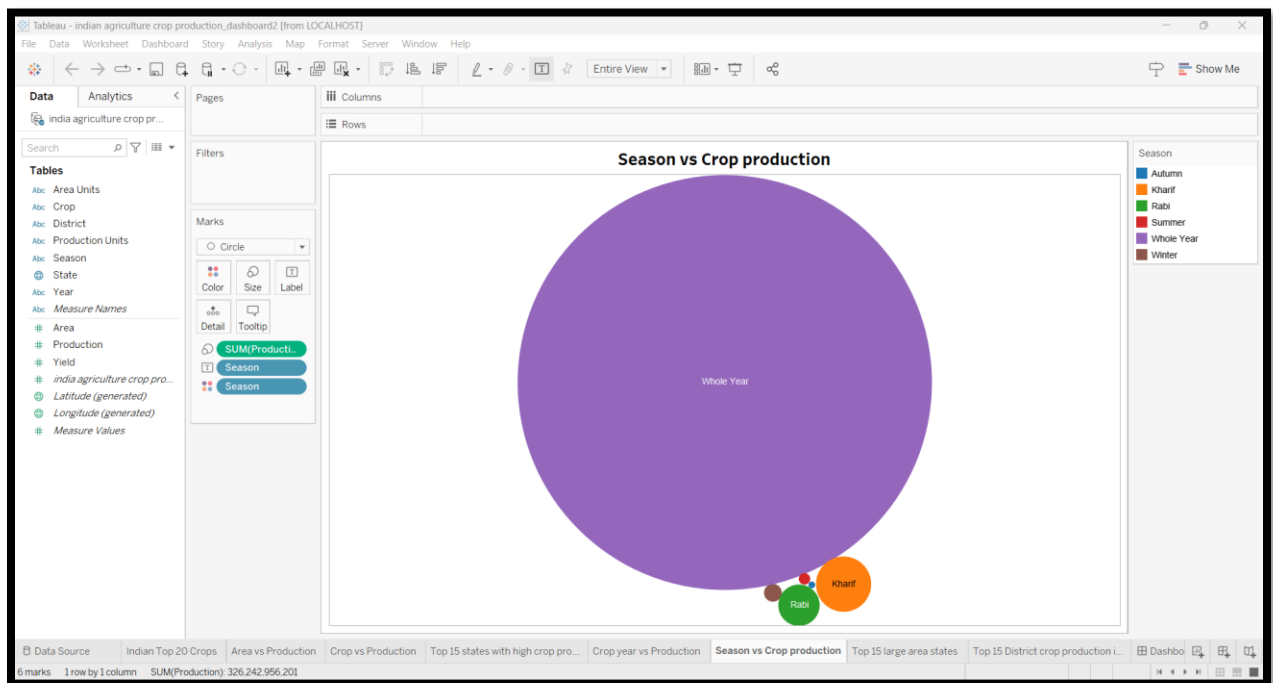 Tableau - indian agriculture crop production_dashboard2 [from LOCALHOST]
File Data Worksheet Dashboard Story Analysis Map Format Server Window Help
Entire View
Show Me
Data Analytics
india agriculture crop pr...
Search
Tables
Abc Area Units
Abc Crop
Abc District
Abc Production Units
Abc Season
State
Abc Year
Abc Measure Names
# Area
# Production
# Yield
# india agriculture crop pro...
Latitude (generated)
Longitude (generated)
# Measure Values
Pages
Filters
Marks
Circle
Color Size Label
Detail Tooltip
SUM(Producti..
Season
Season
Columns
Rows
Season vs Crop production
Whole Year
Kharif
Rabi
Season
Autumn
Kharif
Rabi
Summer
Whole Year
Winter
Data Source Indian Top 20 Crops Area vs Production Crop vs Production Top 15 states with high crop pro... Crop year vs Production Season vs Crop production Top 15 large area states Top 15 District crop production i... Dashbo
6 marks 1 row by 1 column SUM(Production): 326,242,956,201